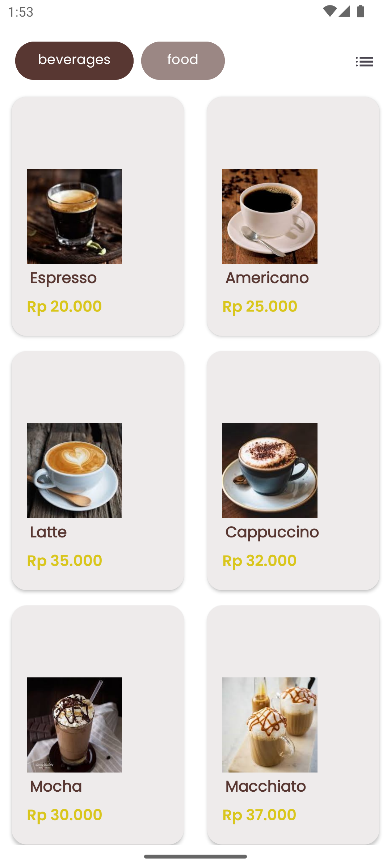 1:53
beverages food
Espresso
Rp 20.000
Americano
Rp 25.000
Latte
Rp 35.000
Cappuccino
Rp 32.000
Mocha
Rp 30.000
Macchiato
Rp 37.000